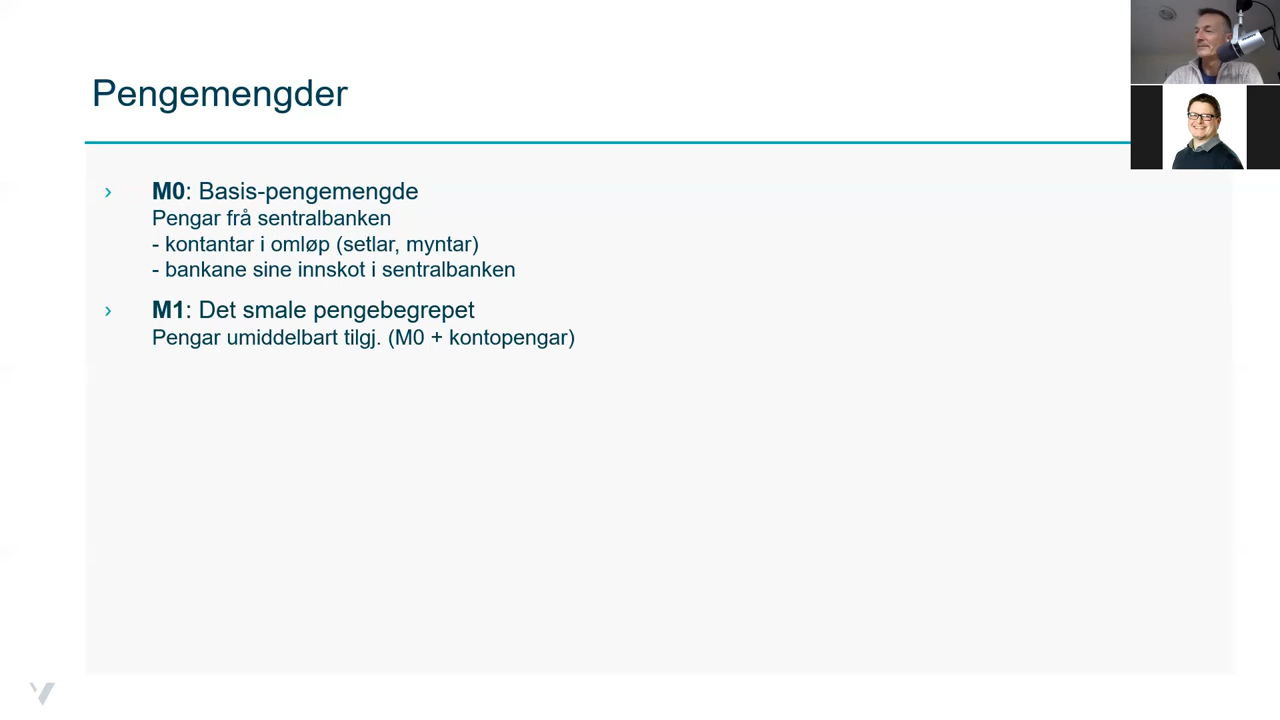 Pengemengder
› M0: Basis-pengemengde
Pengar frå sentralbanken
- kontantar i omløp (setlar, myntar)
- bankane sine innskot i sentralbanken
› M1: Det smale pengebegrepet
Pengar umiddelbart tilgj. (M0 + kontopengar)